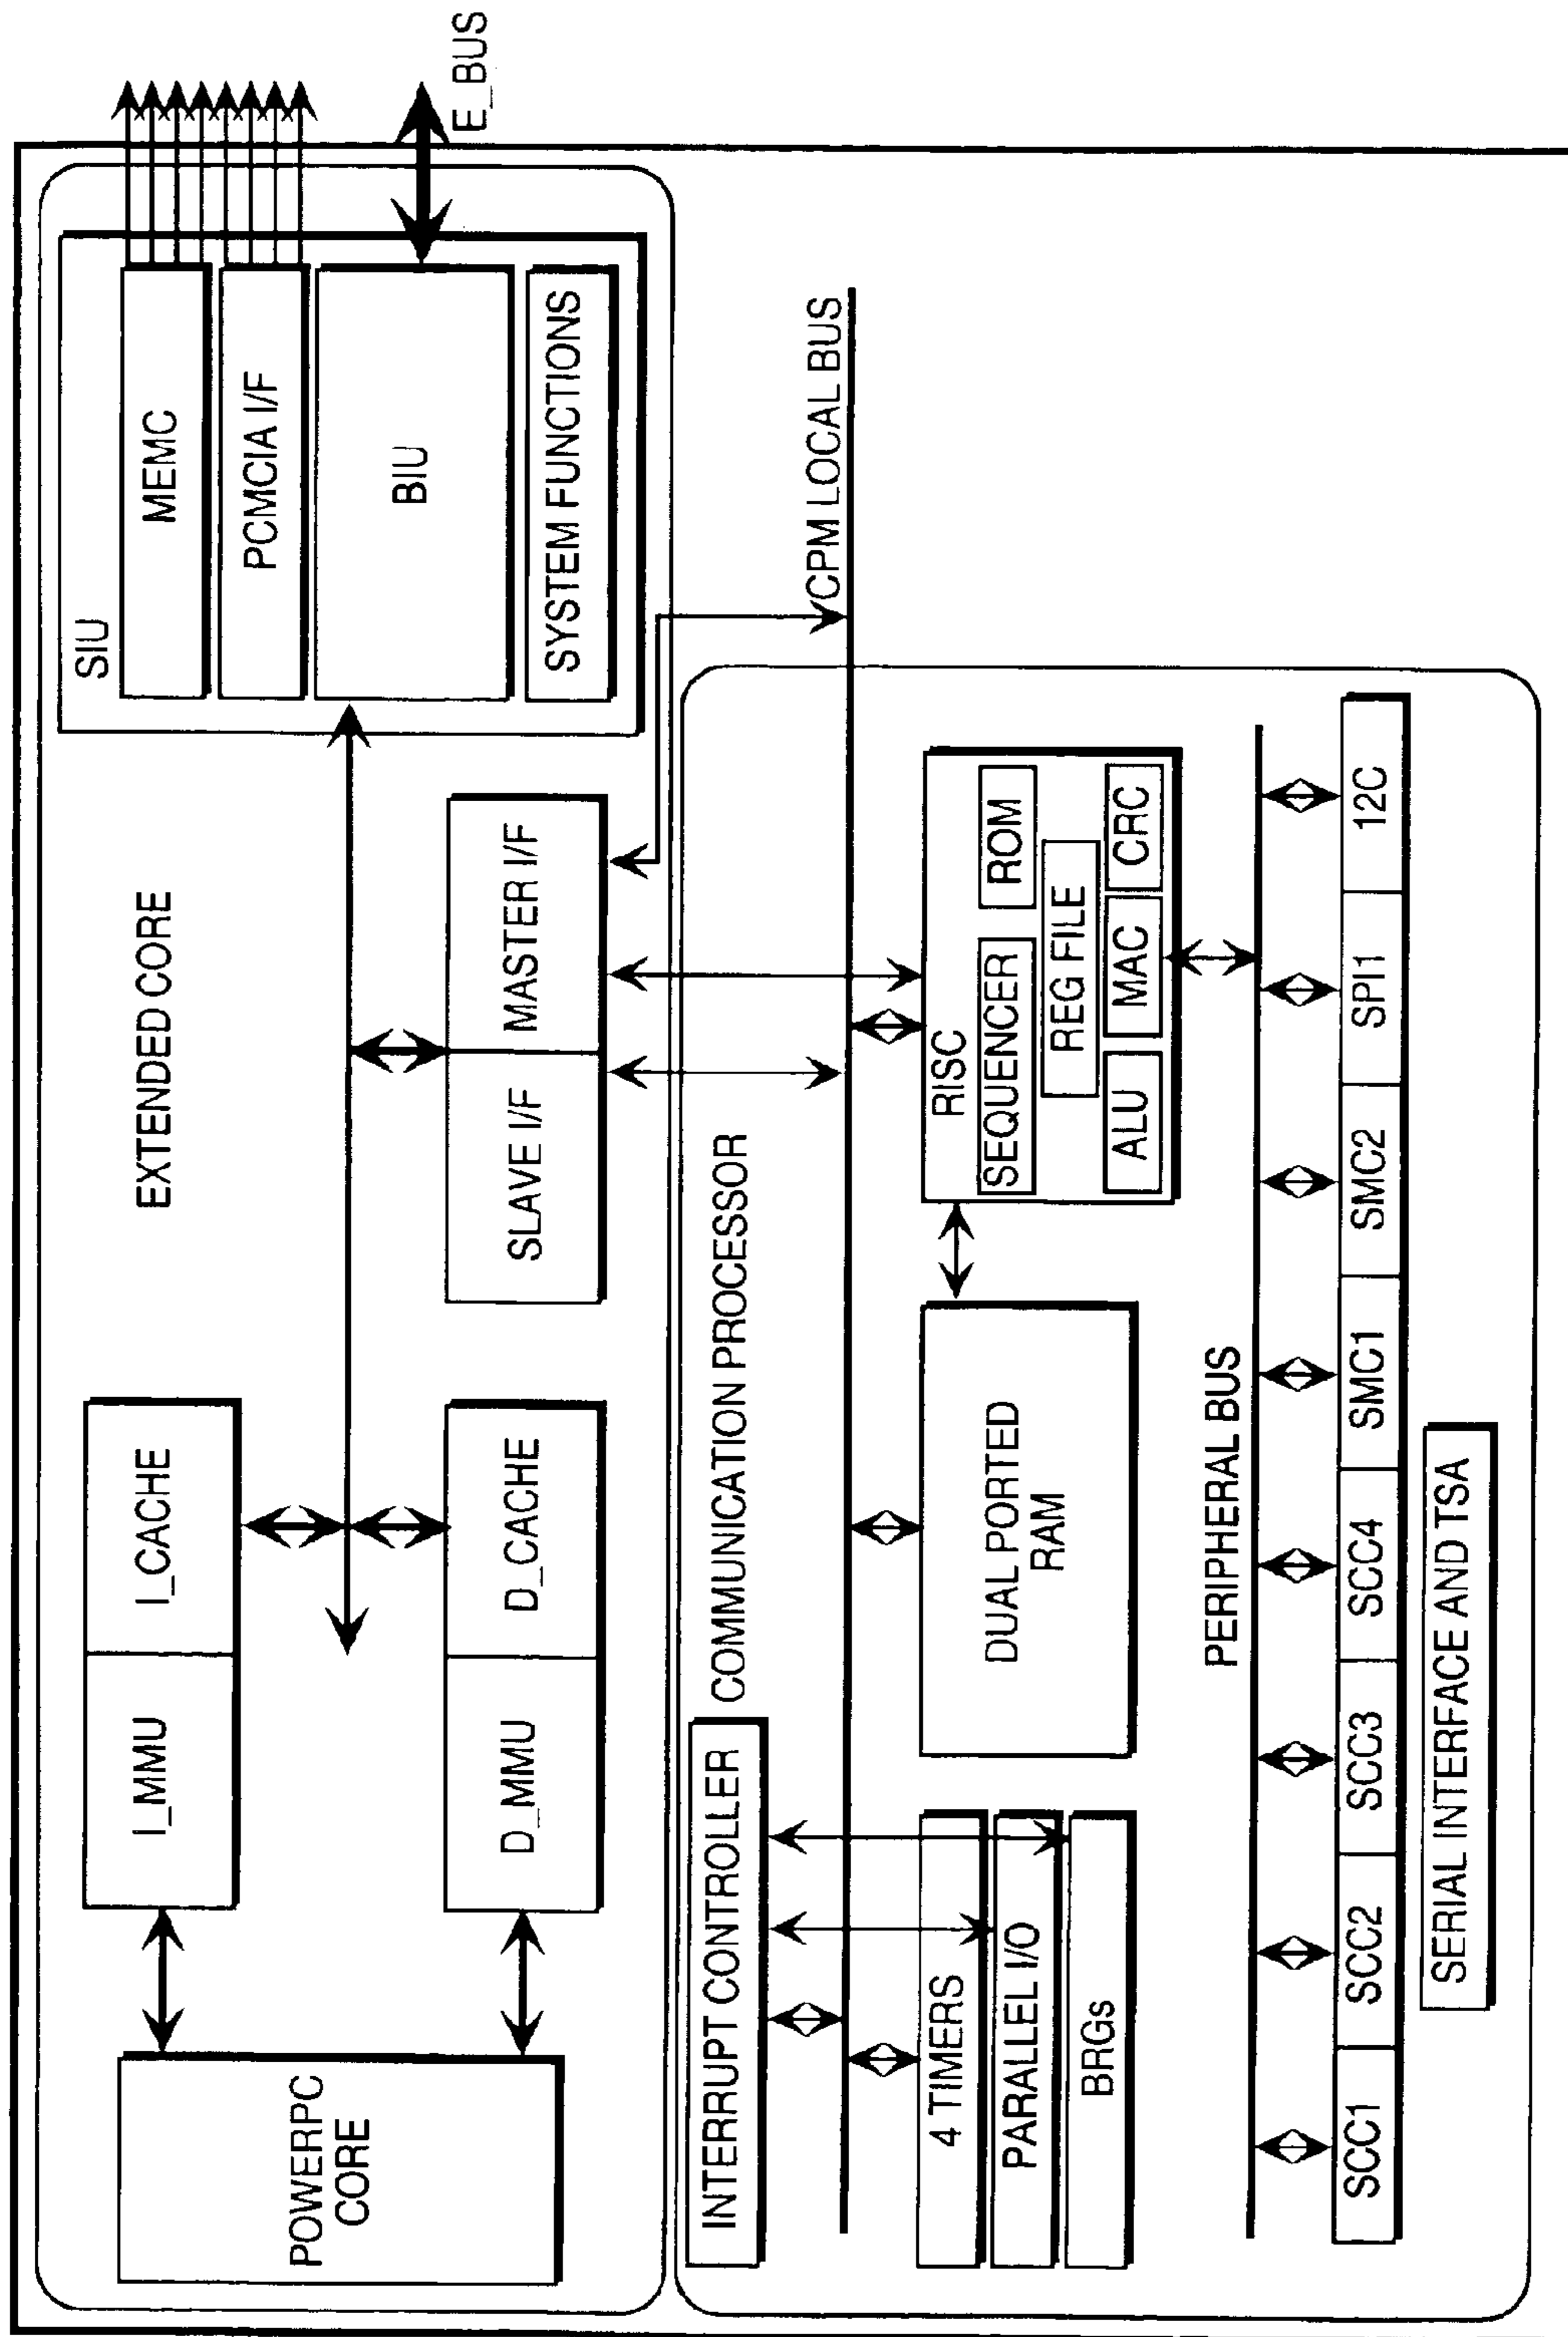 EXTENDED CORE
POWERPC
CORE
I_MMU
I_CACHE
D_MMU
D_CACHE
SLAVE I/F
MASTER I/F
SIU
MEMC
PCMCIA I/F
BIU
SYSTEM FUNCTIONS
E_BUS
INTERRUPT CONTROLLER
COMMUNICATION PROCESSOR
CPM LOCAL BUS
4 TIMERS
PARALLEL I/O
BRGs
DUAL PORTED
RAM
RISC
SEQUENCER
ROM
REG FILE
ALU
MAC
CRC
PERIPHERAL BUS
SCC1
SCC2
SCC3
SCC4
SMC1
SMC2
SPI1
12C
SERIAL INTERFACE AND TSA